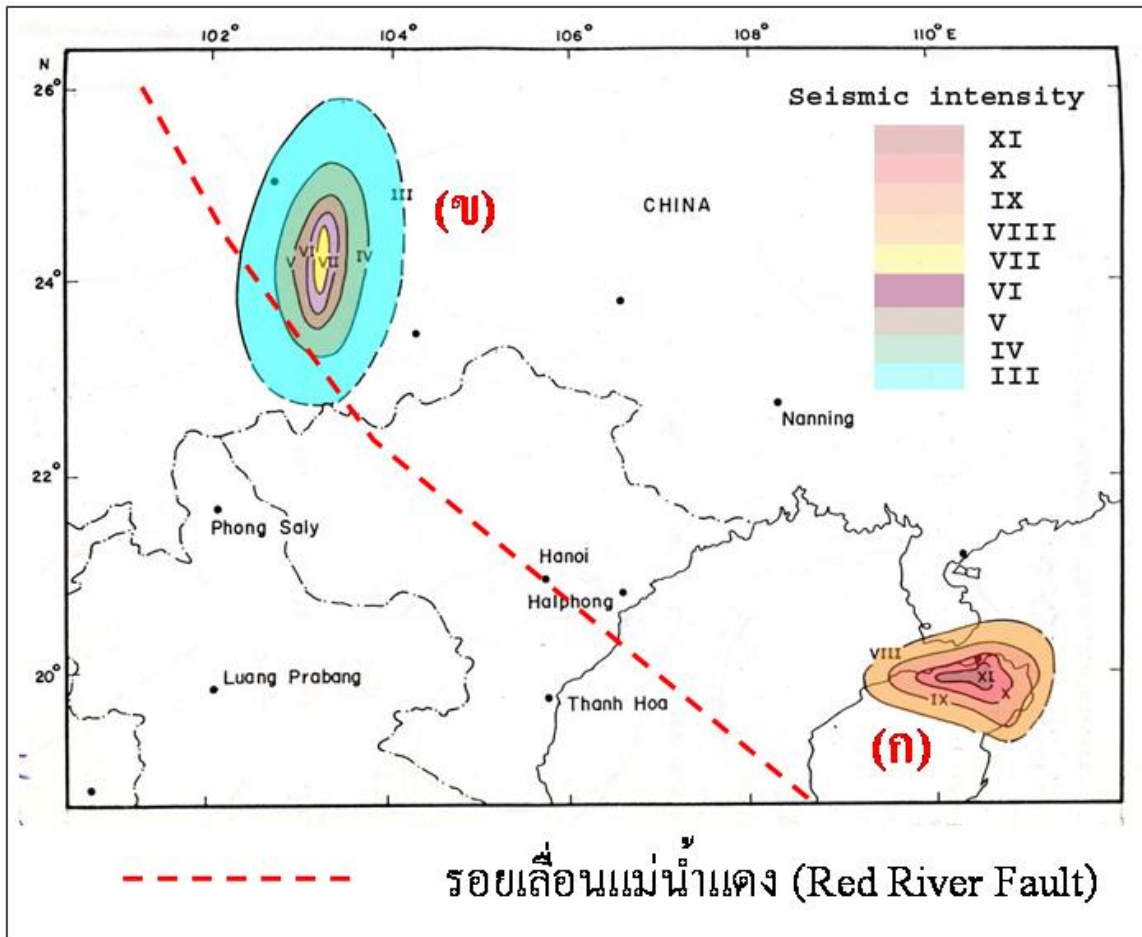 102° 104° 106° 108° 110° E
N
26°
24°
22°
20°
Seismic intensity
XI
X
IX
VIII
VII
VI
V
IV
III
III
(ข)
CHINA
VI
V
VII
IV
Nanning
Phong Saly
Hanoi
Haiphong
VIII
XI
X
IX
Luang Prabang
Thanh Hoa
(ก)
รอยเลื่อนแม่น้ำแดง (Red River Fault)